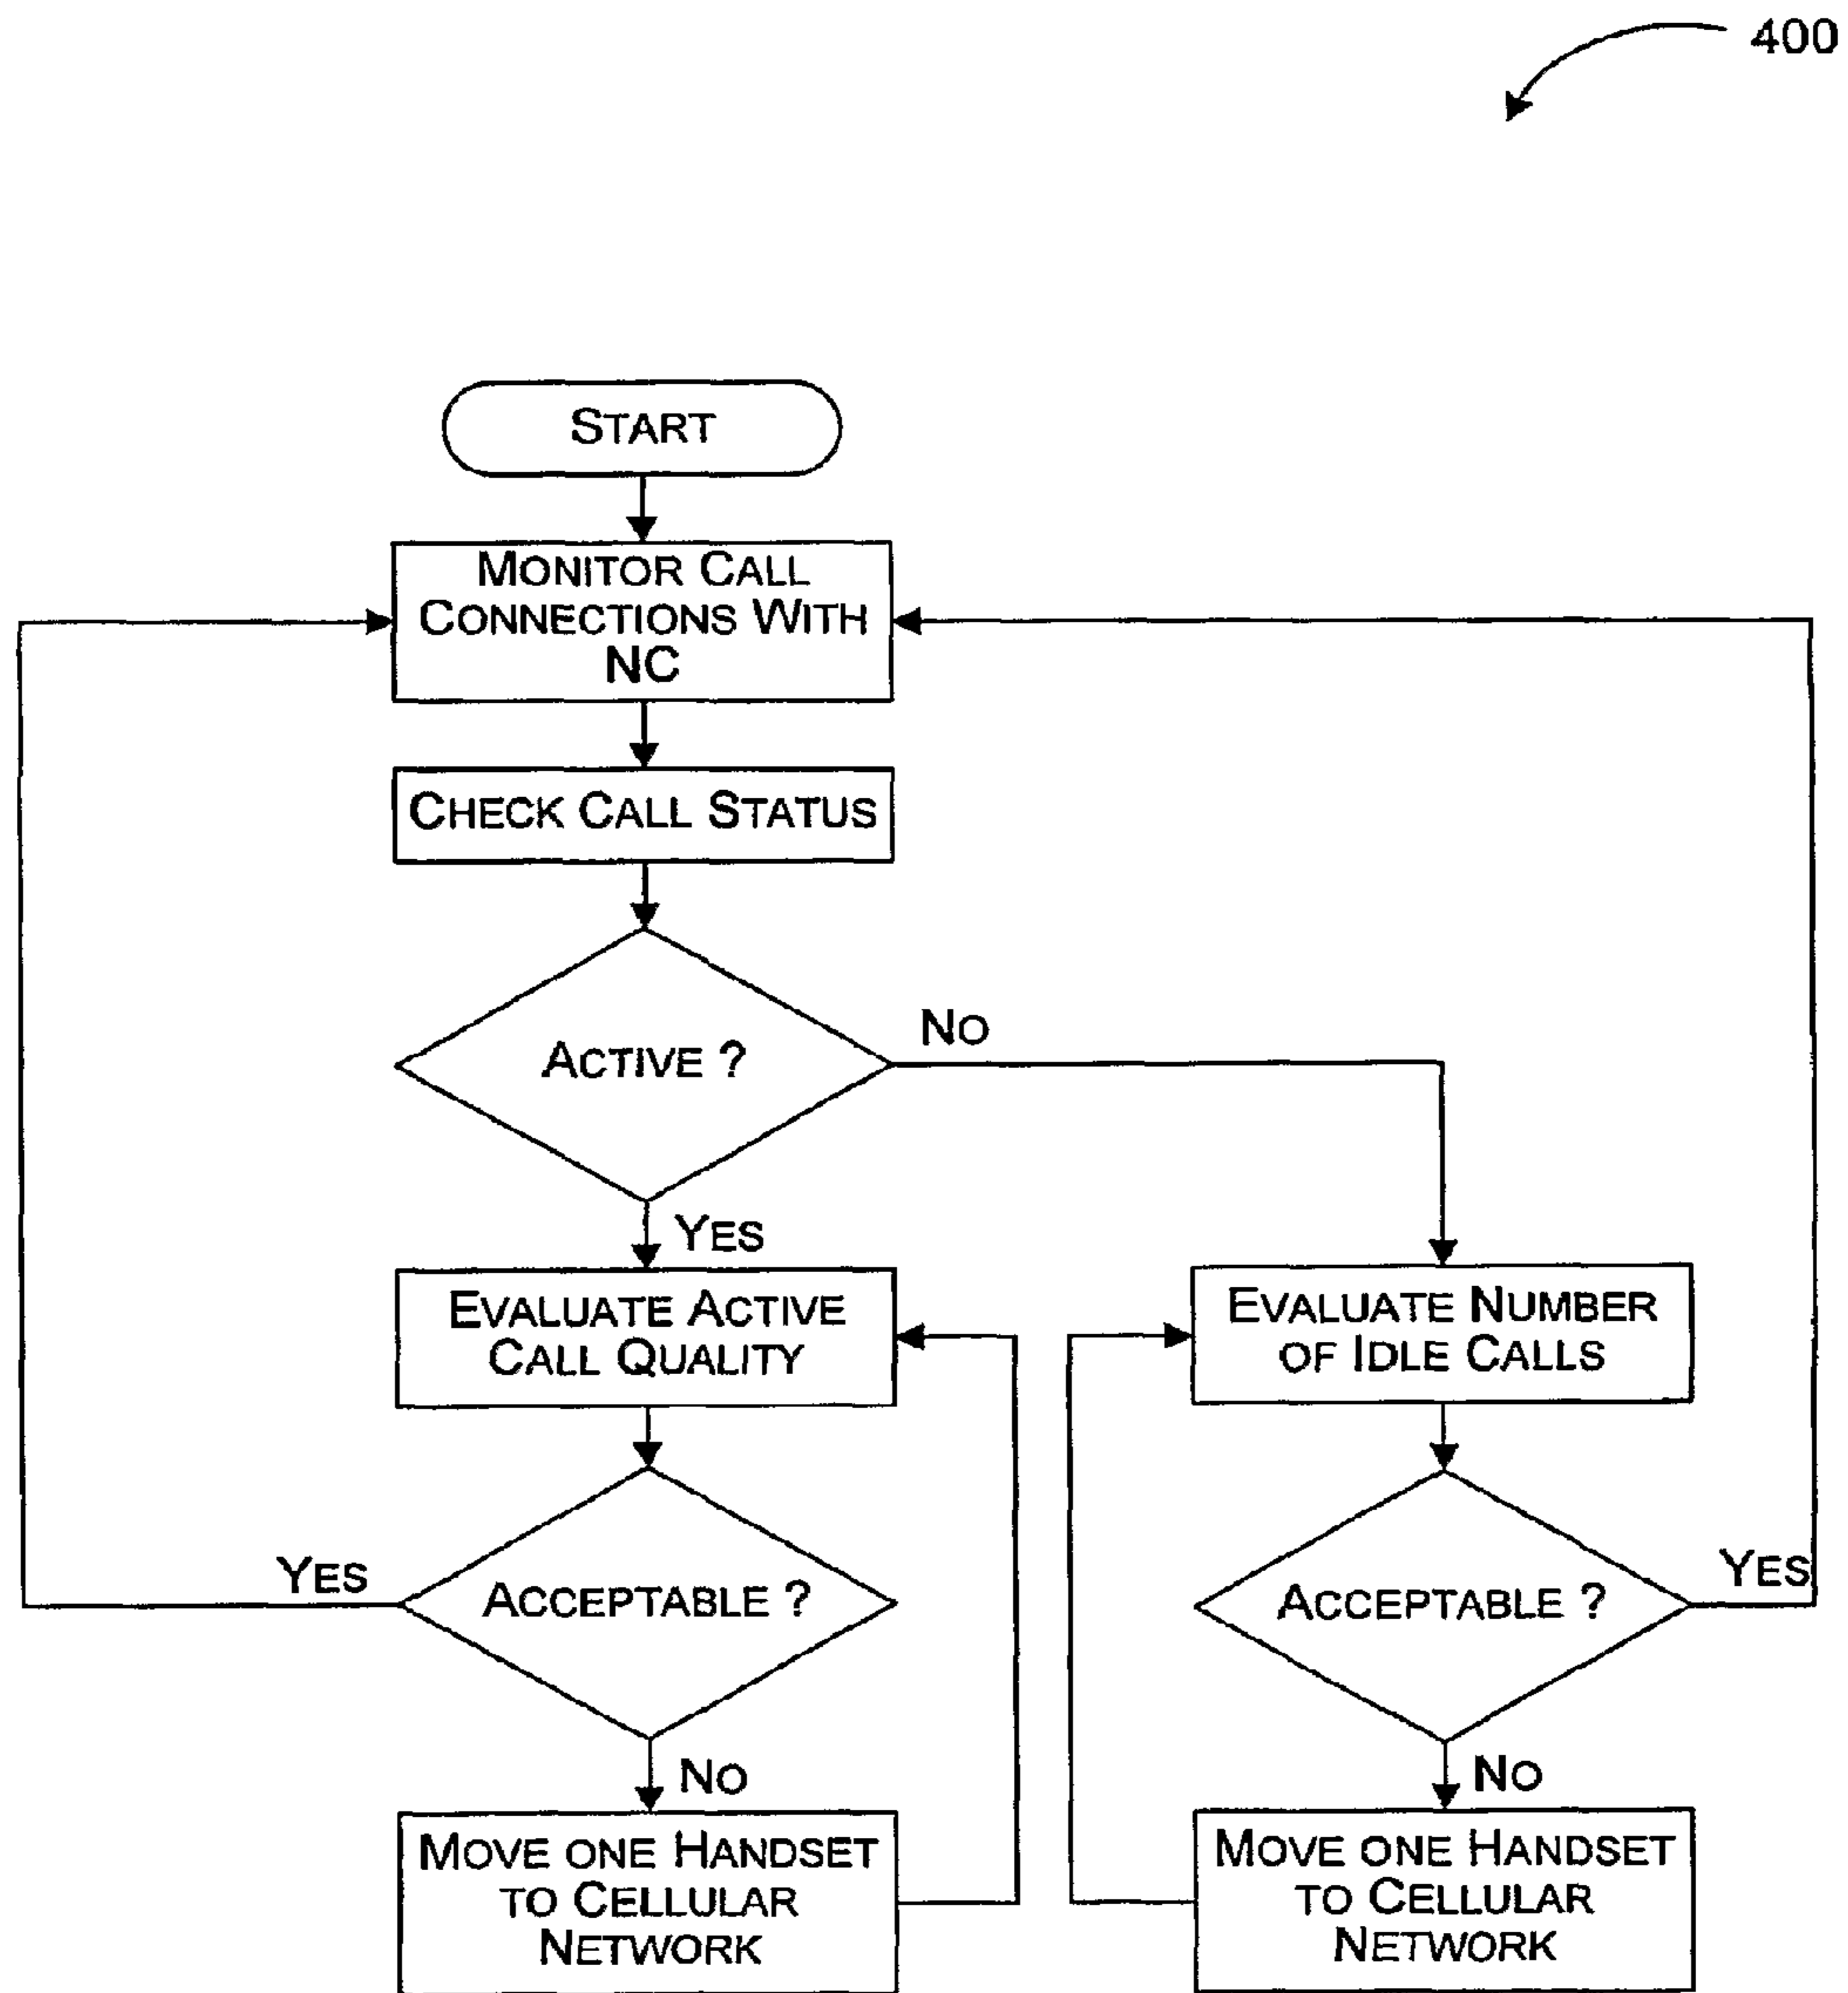 400
START
MONITOR CALL
CONNECTIONS WITH
NC
CHECK CALL STATUS
ACTIVE ?
NO
YES
EVALUATE ACTIVE
CALL QUALITY
EVALUATE NUMBER
OF IDLE CALLS
YES
ACCEPTABLE ?
ACCEPTABLE ?
YES
NO
NO
MOVE ONE HANDSET
TO CELLULAR
NETWORK
MOVE ONE HANDSET
TO CELLULAR
NETWORK